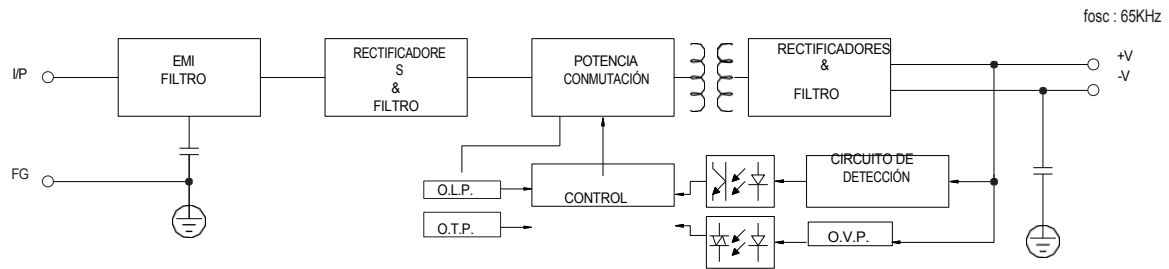 fosc : 65KHz
I/P
EMI
FILTRO
RECTIFICADORE
S
&
FILTRO
POTENCIA
CONMUTACIÓN
RECTIFICADORES
&
FILTRO
+V
-V
FG
O.L.P.
O.T.P.
CONTROL
CIRCUITO DE
DETECCIÓN
O.V.P.